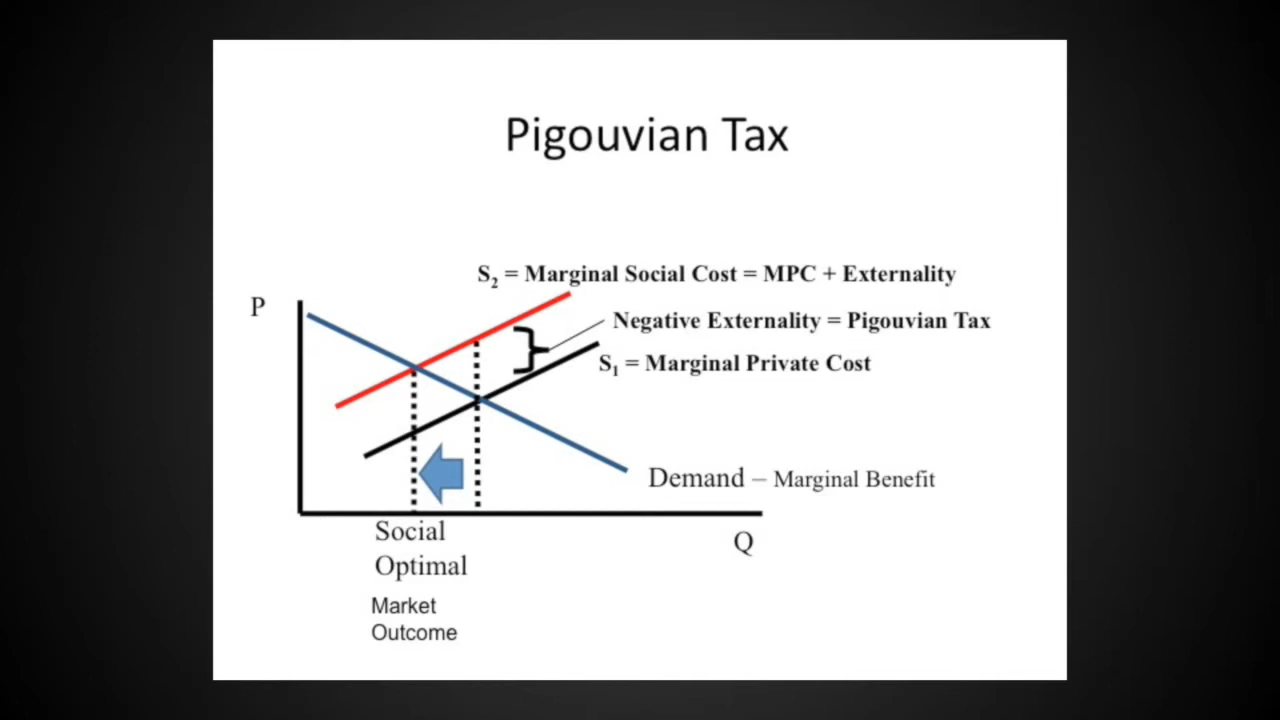 Pigouvian Tax
S₂ = Marginal Social Cost = MPC + Externality
P
Negative Externality = Pigouvian Tax
S₁ = Marginal Private Cost
Demand – Marginal Benefit
Social
Optimal
Q
Market
Outcome